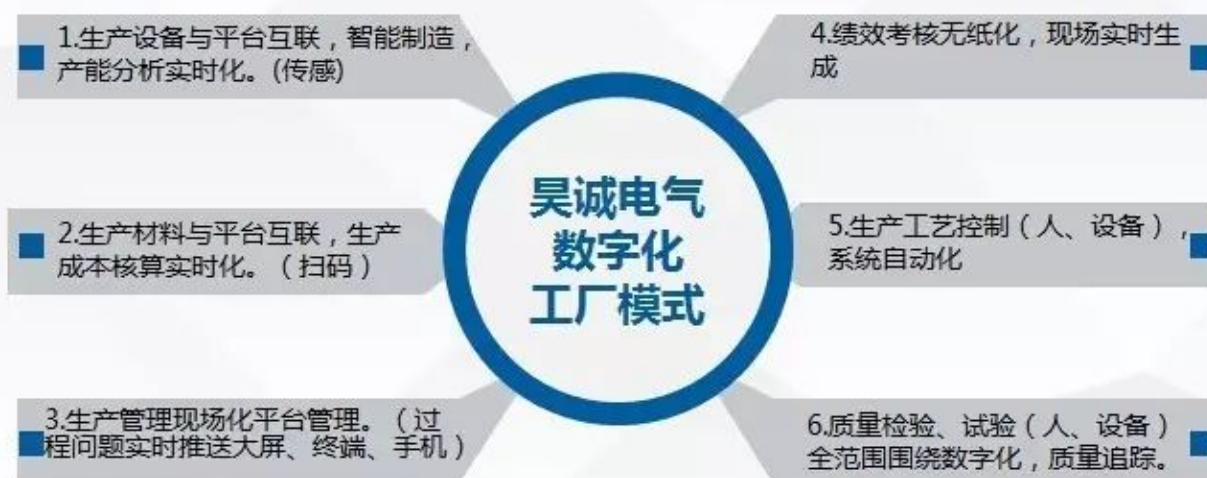 1.生产设备与平台互联，智能制造，
产能分析实时化。(传感)
2.生产材料与平台互联，生产
成本核算实时化。（扫码）
3.生产管理现场化平台管理。（过
程问题实时推送大屏、终端、手机）
昊诚电气
数字化
工厂模式
4.绩效考核无纸化，现场实时生
成
5.生产工艺控制（人、设备），
系统自动化
6.质量检验、试验（人、设备）
全范围围绕数字化，质量追踪。